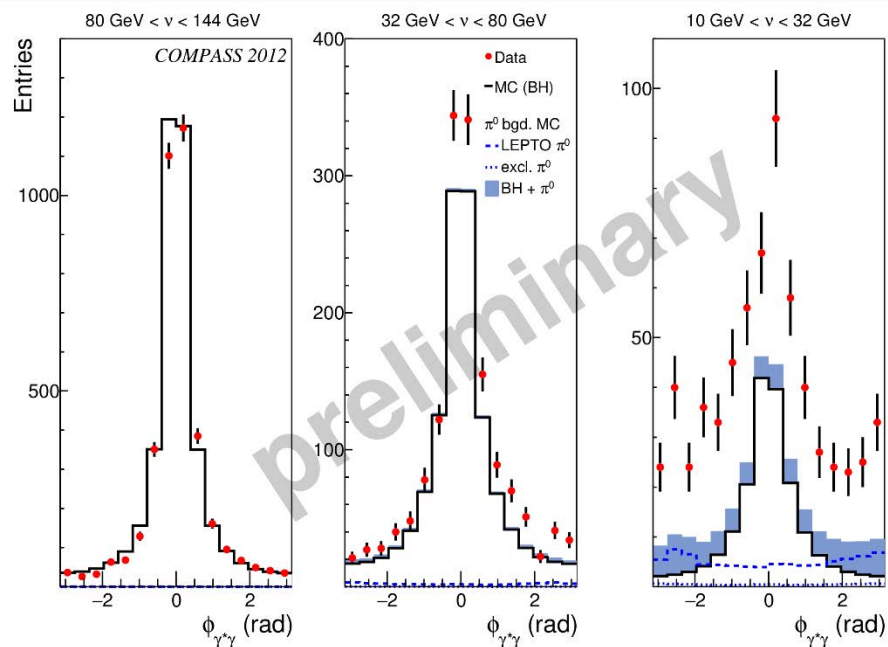 80 GeV < ν < 144 GeV
32 GeV < ν < 80 GeV
10 GeV < ν < 32 GeV
COMPASS 2012
Entries
1000
500
−2 0 2
ϕγ*γ (rad)
400
300
200
100
−2 0 2
ϕγ*γ (rad)
Data
MC (BH)
π⁰ bgd. MC
LEPTO π⁰
excl. π⁰
BH + π⁰
100
50
−2 0 2
ϕγ*γ (rad)
preliminary